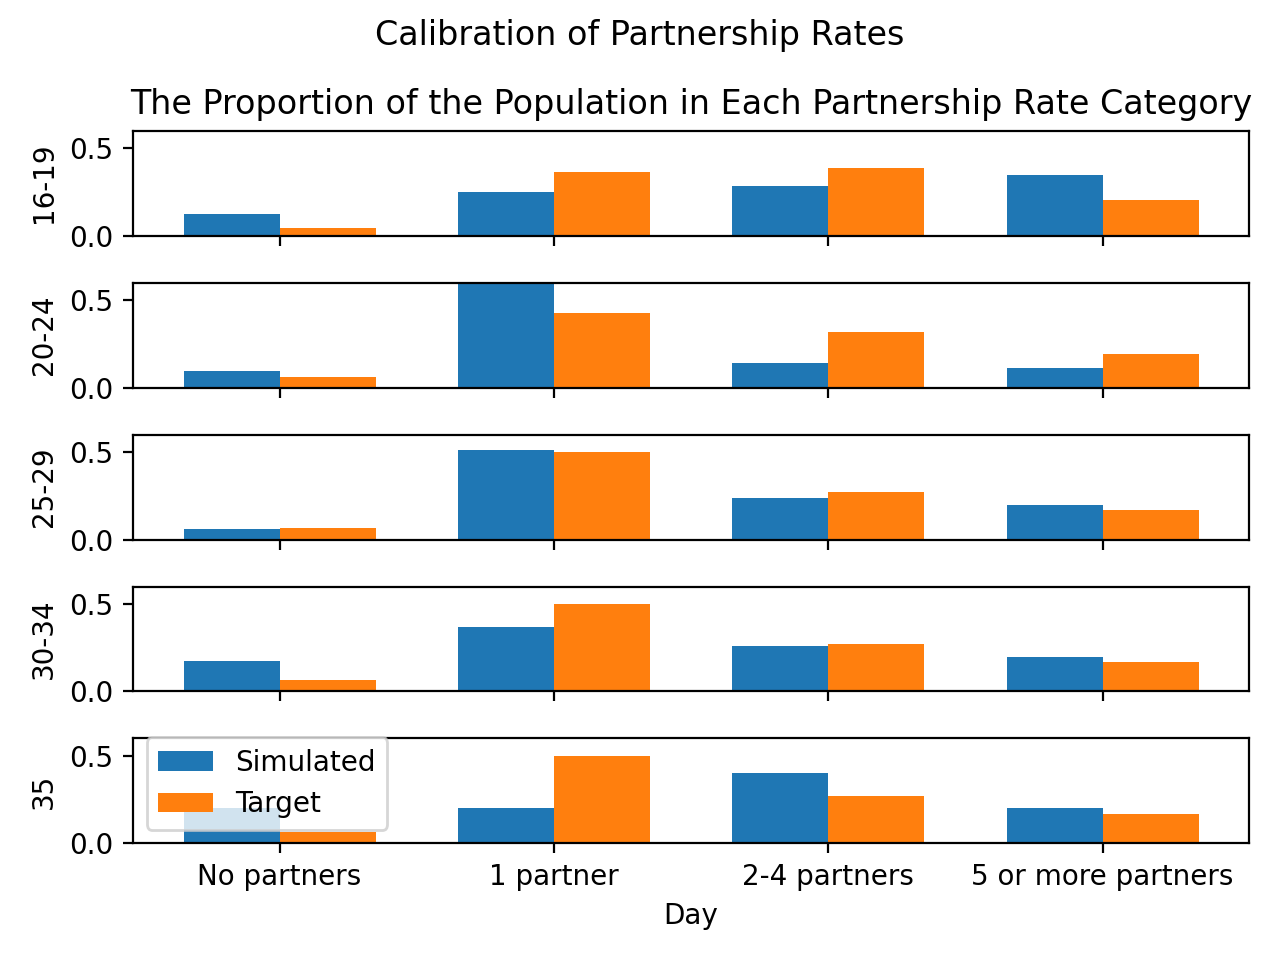 Calibration of Partnership Rates
The Proportion of the Population in Each Partnership Rate Category
0.5
16-19
0.0
0.5
20-24
0.0
0.5
25-29
0.0
0.5
30-34
0.0
0.5
Simulated
35
Target
0.0
No partners 1 partner 2-4 partners 5 or more partners
Day